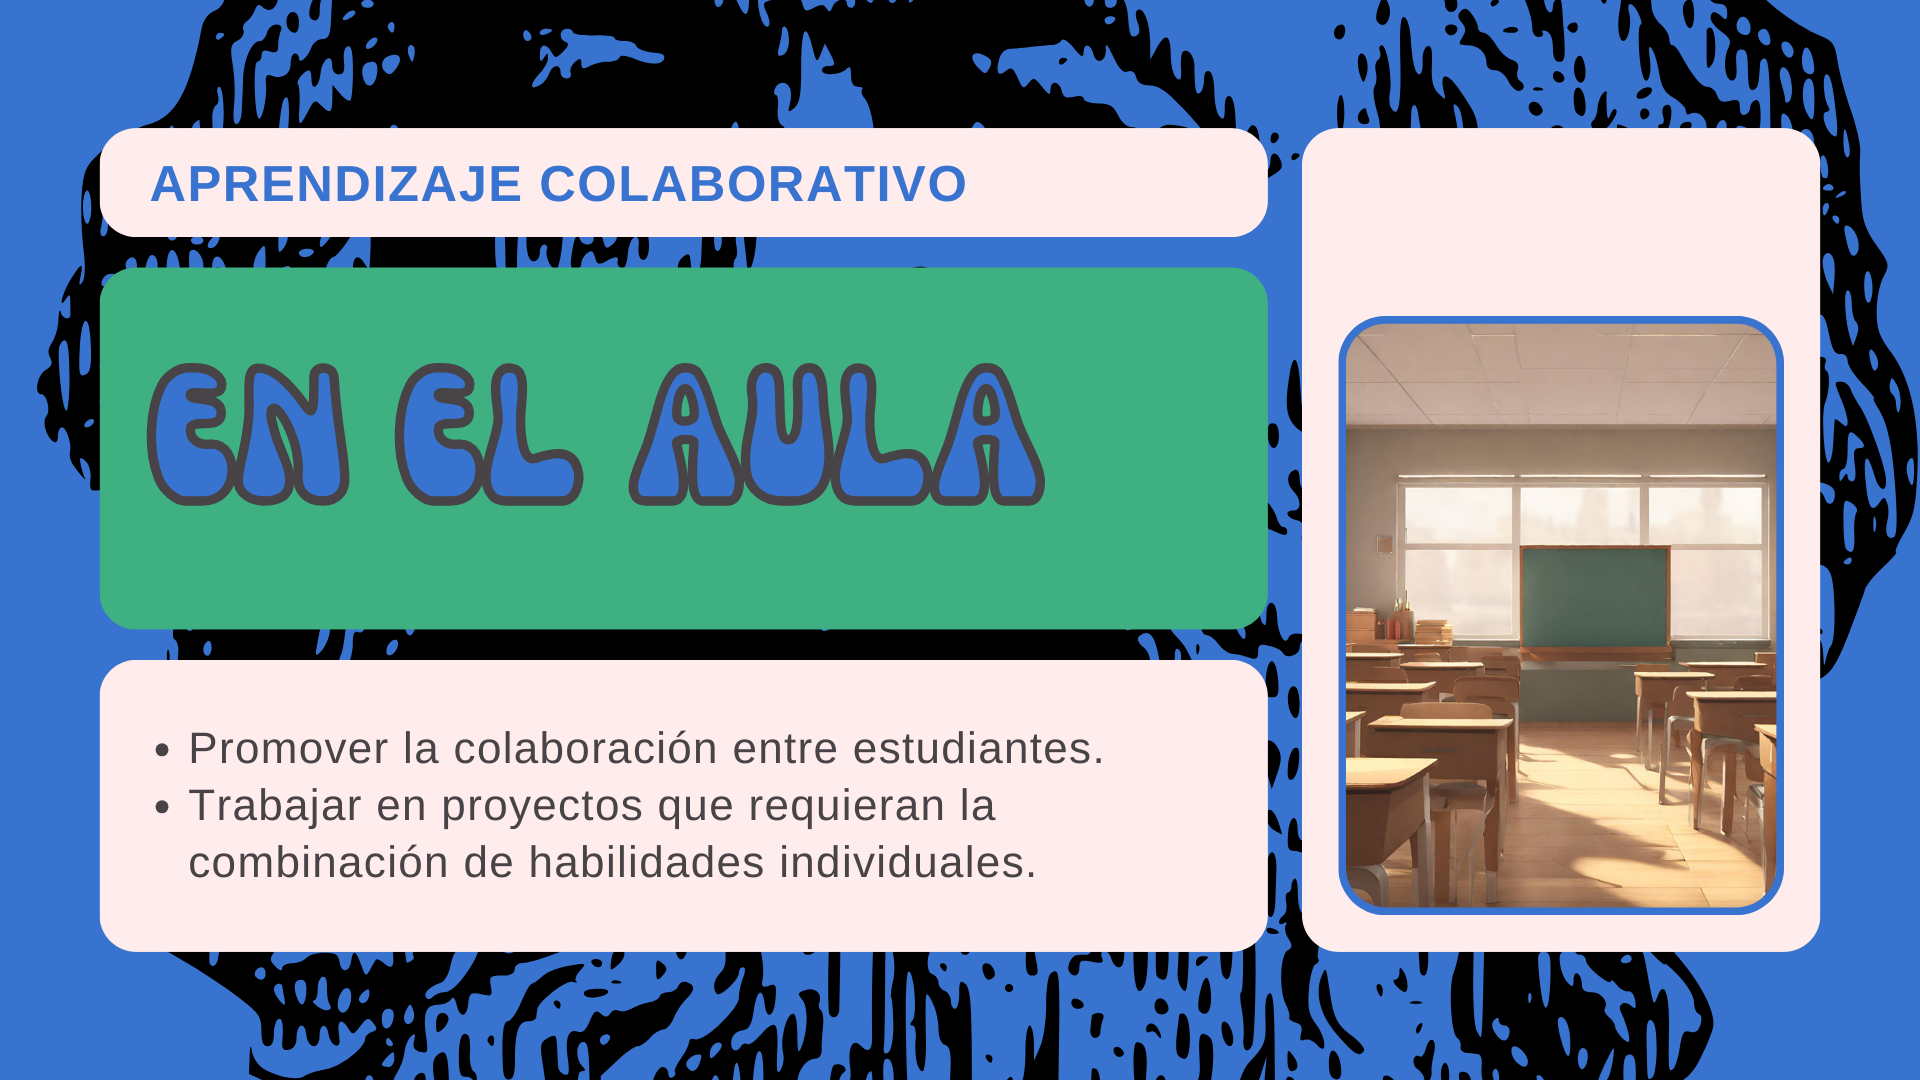 APRENDIZAJE COLABORATIVO
EN EL AULA
• Promover la colaboración entre estudiantes.
• Trabajar en proyectos que requieran la
combinación de habilidades individuales.